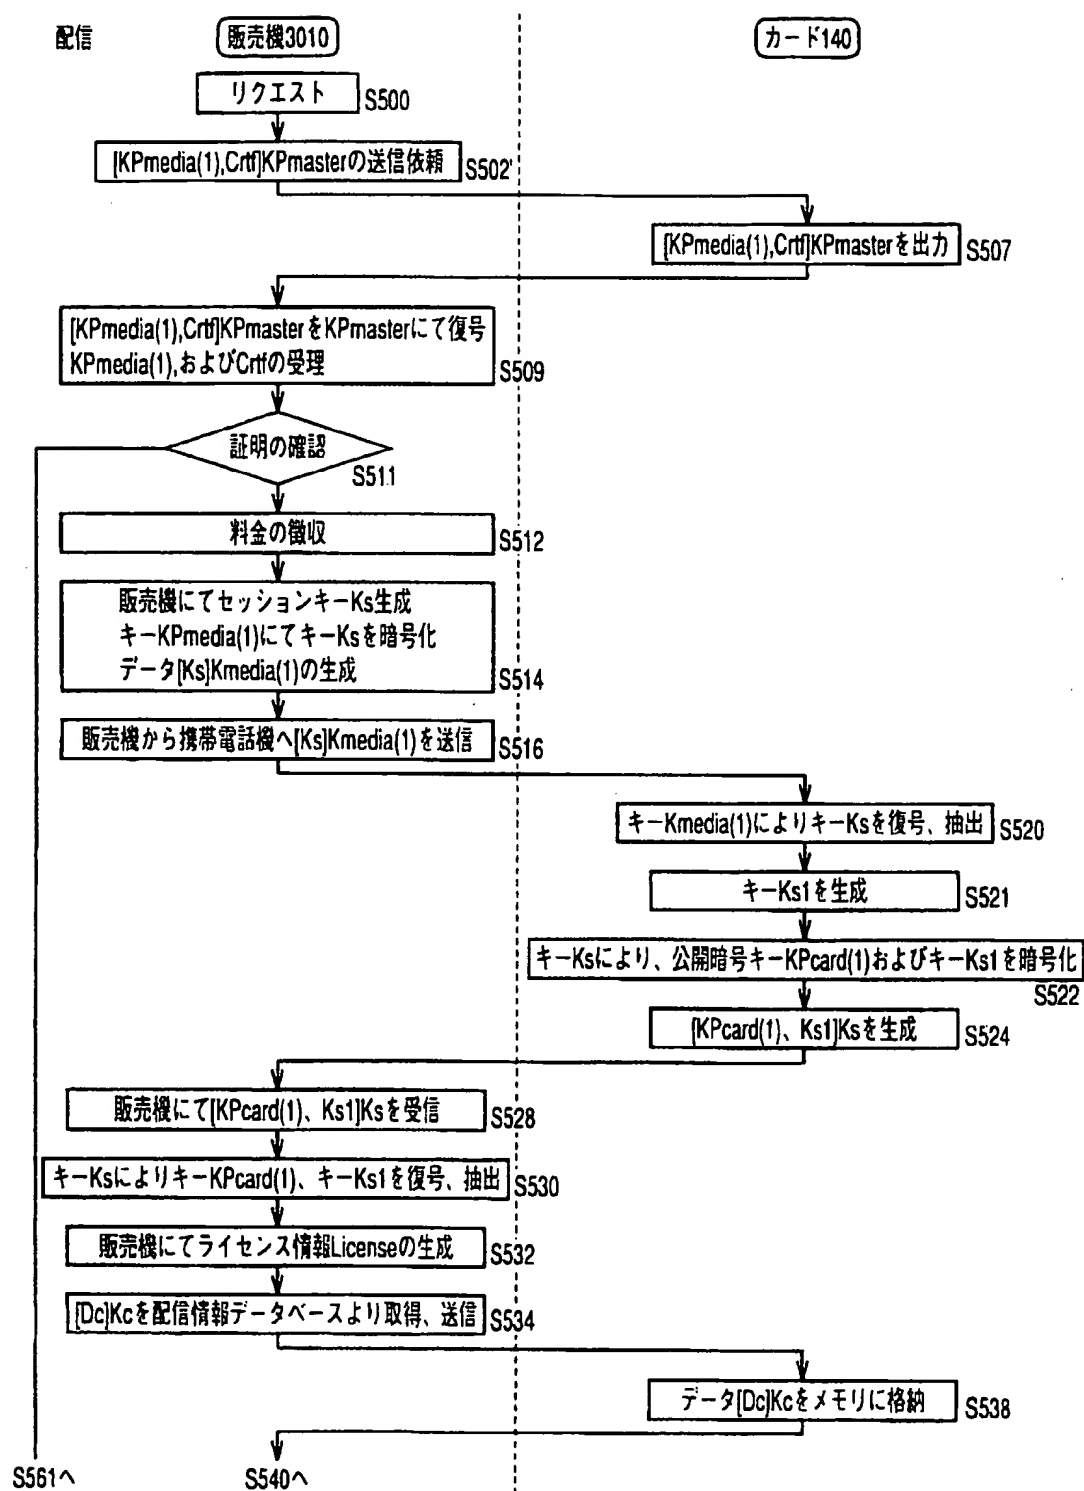 配信
販売機3010
カード140
リクエスト
S500
[KPmedia(1),Crtf]KPmasterの送信依頼
S502'
[KPmedia(1),Crtf]KPmasterを出力
S507
[KPmedia(1),Crtf]KPmasterをKPmasterにて復号
KPmedia(1),およびCrtfの受理
S509
証明の確認
S511
料金の徴収
S512
販売機にてセッションキーKs生成
キーKPmedia(1)にてキーKsを暗号化
データ[Ks]Kmedia(1)の生成
S514
販売機から携帯電話機へ[Ks]Kmedia(1)を送信
S516
キーKmedia(1)によりキーKsを復号、抽出
S520
キーKs1を生成
S521
キーKsにより、公開暗号キーKPcard(1)およびキーKs1を暗号化
S522
[KPcard(1)、Ks1]Ksを生成
S524
販売機にて[KPcard(1)、Ks1]Ksを受信
S528
キーKsによりキーKPcard(1)、キーKs1を復号、抽出
S530
販売機にてライセンス情報Licenseの生成
S532
[Dc]Kcを配信情報データベースより取得、送信
S534
データ[Dc]Kcをメモリに格納
S538
S561へ
S540へ